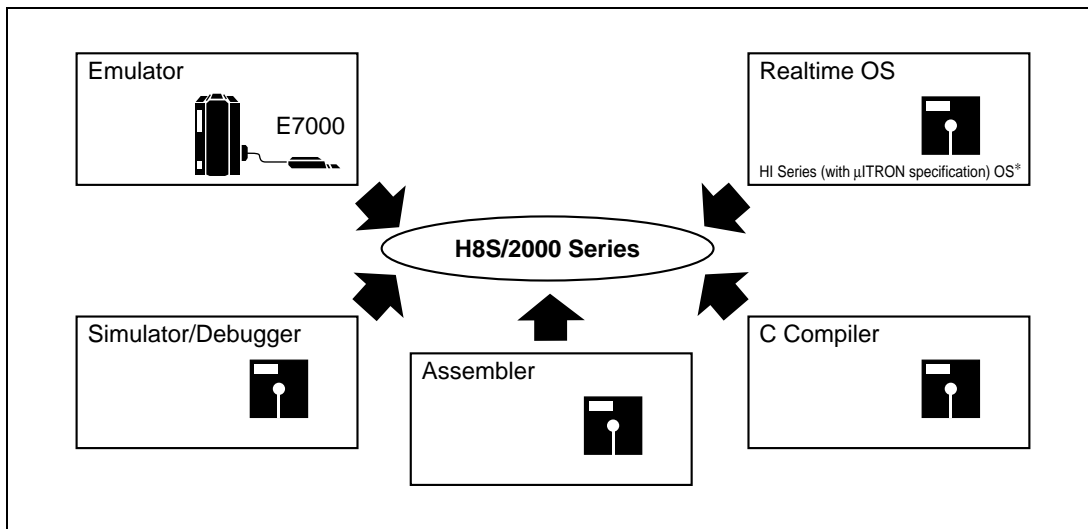 Emulator
E7000
Realtime OS
HI Series (with μITRON specification) OS*
H8S/2000 Series
Simulator/Debugger
Assembler
C Compiler